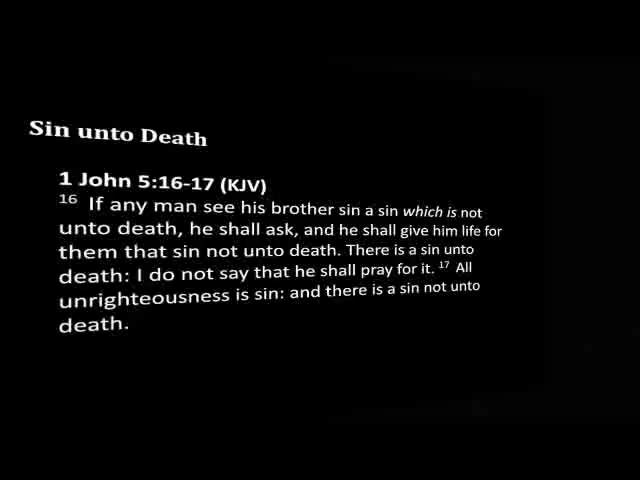 Sin unto Death
1 John 5:16-17 (KJV)
16 If any man see his brother sin a sin which is not
unto death, he shall ask, and he shall give him life for
them that sin not unto death. There is a sin unto
death: I do not say that he shall pray for it. 17 All
unrighteousness is sin: and there is a sin not unto
death.